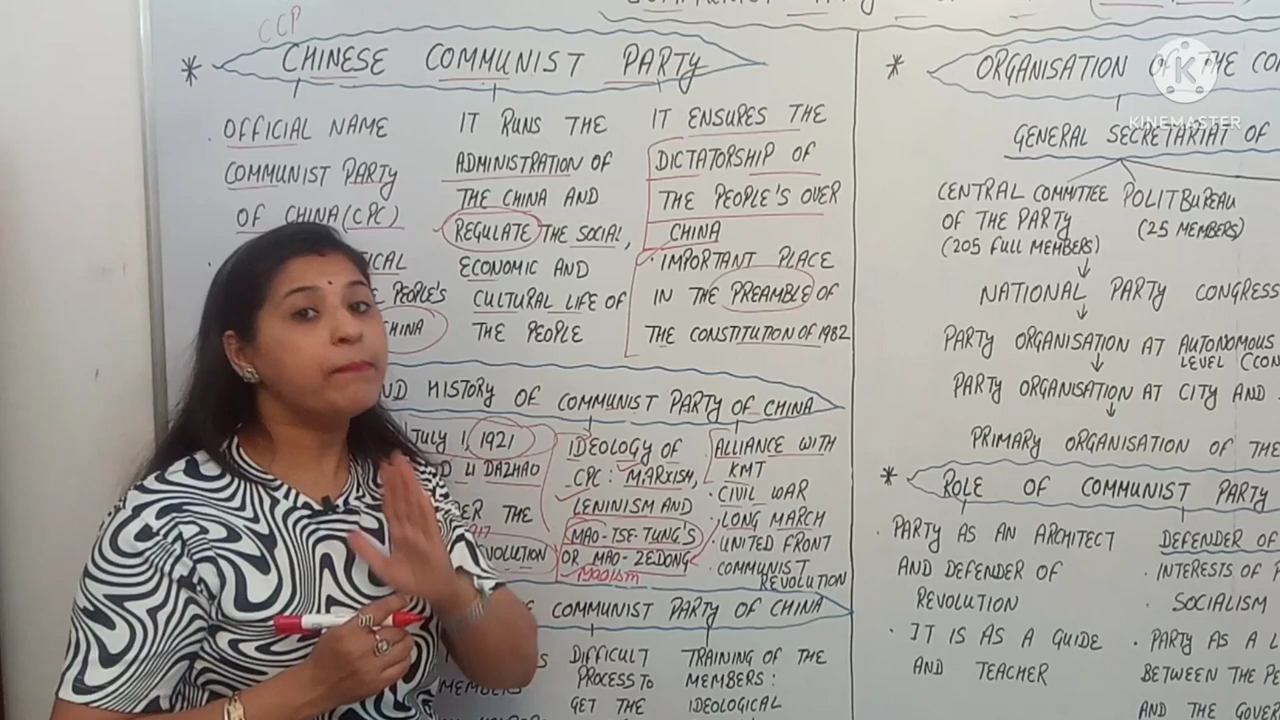 CCP
* CHINESE COMMUNIST PARTY
. OFFICIAL NAME
COMMUNIST PARTY
OF CHINA (CPC)
PEOPLE'S
CHINA
IT RUNS THE
ADMINISTRATION OF
THE CHINA AND
REGULATE THE SOCIAL,
ECONOMIC AND
CULTURAL LIFE OF
THE PEOPLE
IT ENSURES THE
DICTATORSHIP OF
THE PEOPLE'S OVER
CHINA
. IMPORTANT PLACE
IN THE PREAMBLE OF
THE CONSTITUTION OF 1982
HISTORY OF COMMUNIST PARTY OF CHINA
JULY 1, 1921
LI DAZHAO
THE
IDEOLOGY OF
CPC: MARXISM,
LENINISM AND
MAO-TSE-TUNG'S
OR MAO-ZEDONG
MAOISM
ALLIANCE WITH
KMT
. CIVIL WAR
. LONG MARCH
. UNITED FRONT
. COMMUNIST
REVOLUTION
COMMUNIST PARTY OF CHINA
MEMBERS
DIFFICULT
PROCESS TO
GET THE
TRAINING OF THE
MEMBERS:
IDEOLOGICAL
* ORGANISATION OF THE
KINEMASTER
GENERAL SECRETARIAT OF
CENTRAL COMMITEE
OF THE PARTY
(205 FULL MEMBERS)
POLITBUREAU
(25 MEMBERS)
NATIONAL PARTY CONGRESS
PARTY ORGANISATION AT AUTONOMOUS
LEVEL
PARTY ORGANISATION AT CITY AND
PRIMARY ORGANISATION OF THE
* ROLE OF COMMUNIST PARTY
. PARTY AS AN ARCHITECT
AND DEFENDER OF
REVOLUTION
. IT IS AS A GUIDE
AND TEACHER
DEFENDER OF
. INTERESTS OF
. SOCIALISM
. PARTY AS A
BETWEEN THE
AND THE